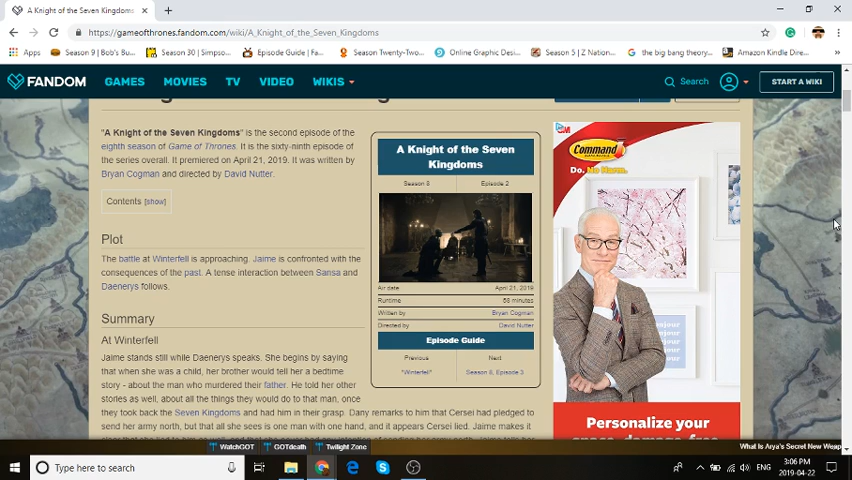 A Knight of the Seven Kingdoms
https://gameofthrones.fandom.com/wiki/A_Knight_of_the_Seven_Kingdoms
Apps Season 9 | Bob's Bu... Season 30 | Simpso... Episode Guide | Fa... Season Twenty-Two... Online Graphic Desi... Season 5 | Z Nation... the big bang theory... Amazon Kindle Dire...
FANDOM GAMES MOVIES TV VIDEO WIKIS Search START A WIKI
"A Knight of the Seven Kingdoms" is the second episode of the
eighth season of Game of Thrones. It is the sixty-ninth episode of
the series overall. It premiered on April 21, 2019. It was written by
Bryan Cogman and directed by David Nutter.
Contents [show]
Plot
The battle at Winterfell is approaching. Jaime is confronted with the
consequences of the past. A tense interaction between Sansa and
Daenerys follows.
Summary
At Winterfell
Jaime stands still while Daenerys speaks. She begins by saying
that when she was a child, her brother would tell her a bedtime
story - about the man who murdered their father. He told her other
stories as well, about all the things they would do to that man, once
they took back the Seven Kingdoms and had him in their grasp. Dany remarks to him that Cersei had pledged to
send her army north, but that all she sees is one man with one hand, and it appears Cersei lied. Jaime makes it
A Knight of the Seven
Kingdoms
Season 8 Episode 2
Air date April 21, 2019
Runtime 58 minutes
Written by Bryan Cogman
Directed by David Nutter
Episode Guide
Previous Next
"Winterfell" Season 8, Episode 3
3M
Command
Do. No Harm.
Personalize your
WatchGOT GOTdeath Twilight Zone What Is Arya's Secret New Weap
Type here to search
ENG
3:06 PM
2019-04-22